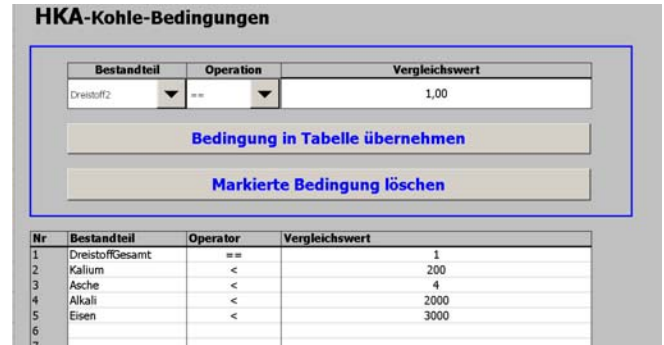 HKA-Kohle-Bedingungen
Bestandteil Operation Vergleichswert
Dreistoff2 == 1,00
Bedingung in Tabelle übernehmen
Markierte Bedingung löschen
Nr Bestandteil Operator Vergleichswert
1 DreistoffGesamt == 1
2 Kalium < 200
3 Asche < 4
4 Alkali < 2000
5 Eisen < 3000
6